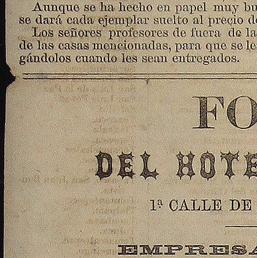 Aunque se ha hecho en papel muy bu
se dará cada ejemplar suelto al precio d
Los señores profesores de fuera de la
de las casas mencionadas, para que se le
gándolos cuando les sean entregados.
FO
DEL HOTE
1ª CALLE DE
EMPRESA